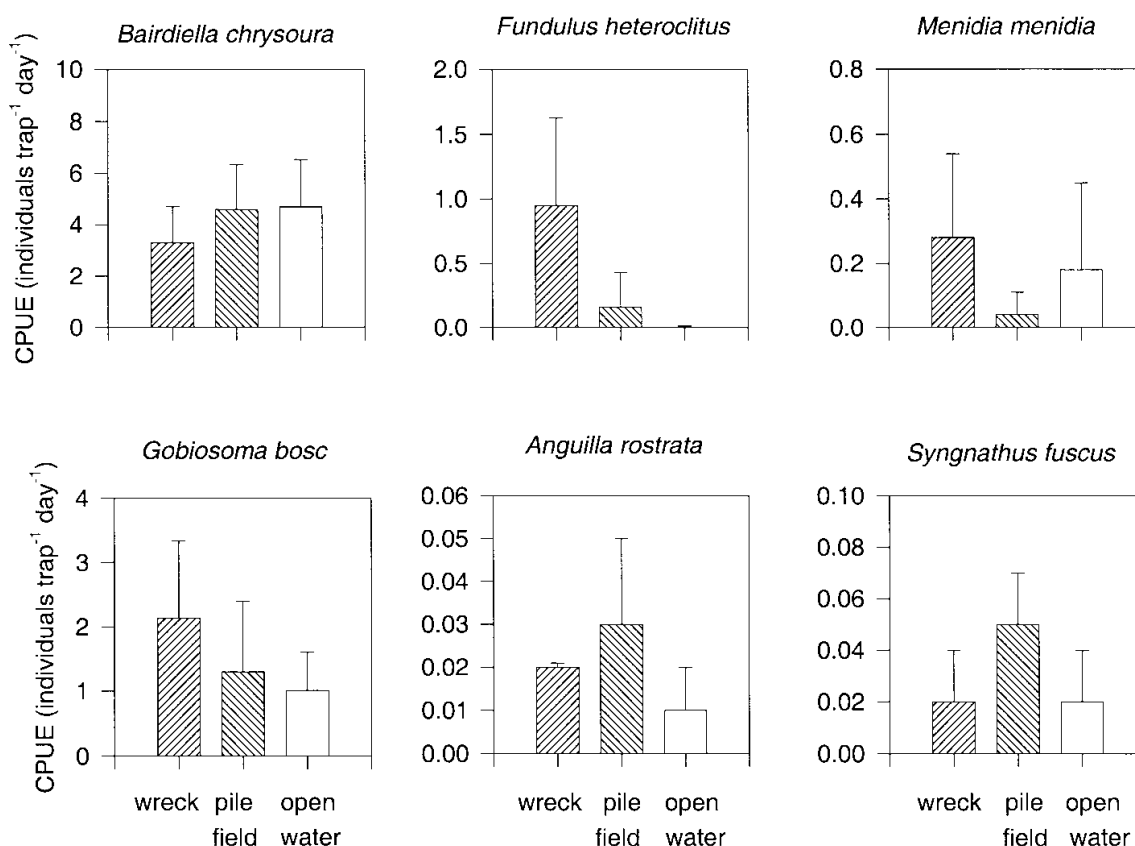 Bairdiella chrysoura
Fundulus heteroclitus
Menidia menidia
CPUE (individuals trap⁻¹ day⁻¹)
10
8
6
4
2
0
2.0
1.5
1.0
0.5
0.0
0.8
0.6
0.4
0.2
0.0
Gobiosoma bosc
Anguilla rostrata
Syngnathus fuscus
CPUE (individuals trap⁻¹ day⁻¹)
4
3
2
1
0
0.06
0.05
0.04
0.03
0.02
0.01
0.00
0.10
0.08
0.06
0.04
0.02
0.00
wreck pile open
field water
wreck pile open
field water
wreck pile open
field water